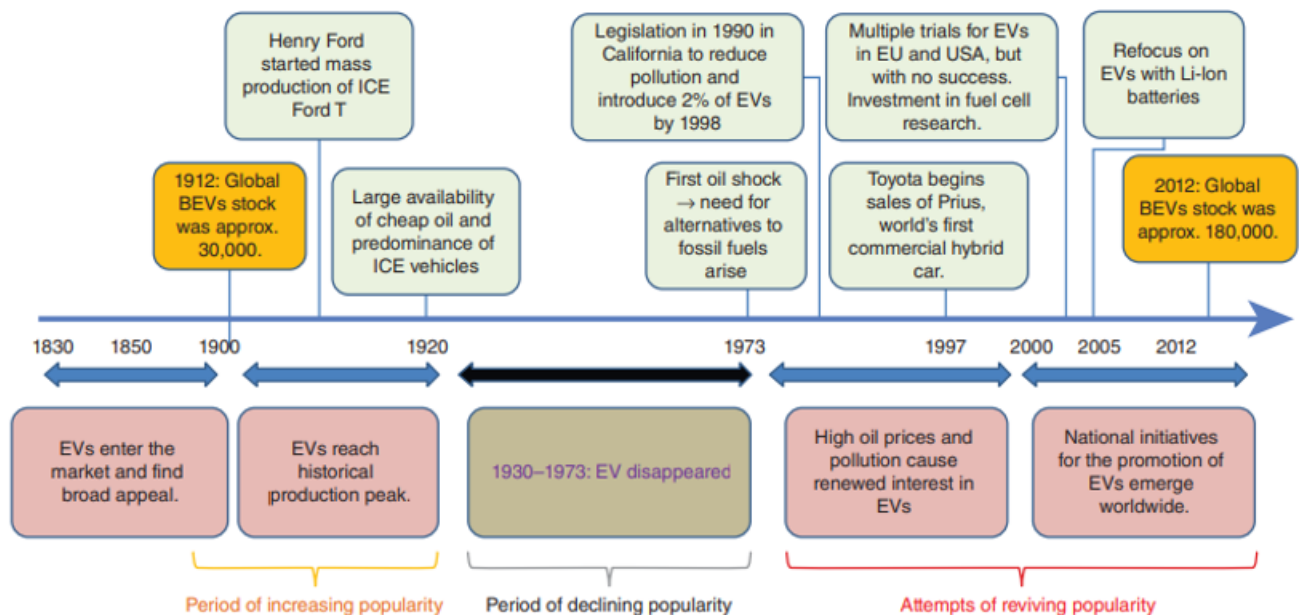 Henry Ford
started mass
production of ICE
Ford T
Legislation in 1990 in
California to reduce
pollution and
introduce 2% of EVs
by 1998
Multiple trials for EVs
in EU and USA, but
with no success.
Investment in fuel cell
research.
Refocus on
EVs with Li-Ion
batteries
1912: Global
BEVs stock
was approx.
30,000.
Large availability
of cheap oil and
predominance of
ICE vehicles
First oil shock
→ need for
alternatives to
fossil fuels
arise
Toyota begins
sales of Prius,
world's first
commercial hybrid
car.
2012: Global
BEVs stock was
approx. 180,000.
1830 1850 1900 1920 1973 1997 2000 2005 2012
EVs enter the
market and find
broad appeal.
EVs reach
historical
production peak.
1930–1973: EV disappeared
High oil prices and
pollution cause
renewed interest in
EVs
National initiatives
for the promotion of
EVs emerge
worldwide.
Period of increasing popularity
Period of declining popularity
Attempts of reviving popularity